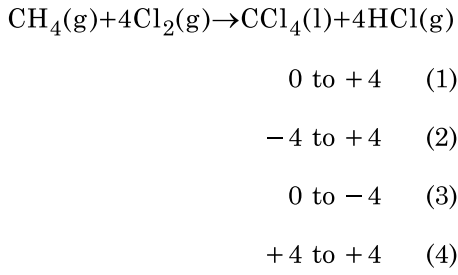 CH₄(g)+4Cl₂(g)→CCl₄(l)+4HCl(g)
0 to +4 (1)
−4 to +4 (2)
0 to −4 (3)
+4 to +4 (4)